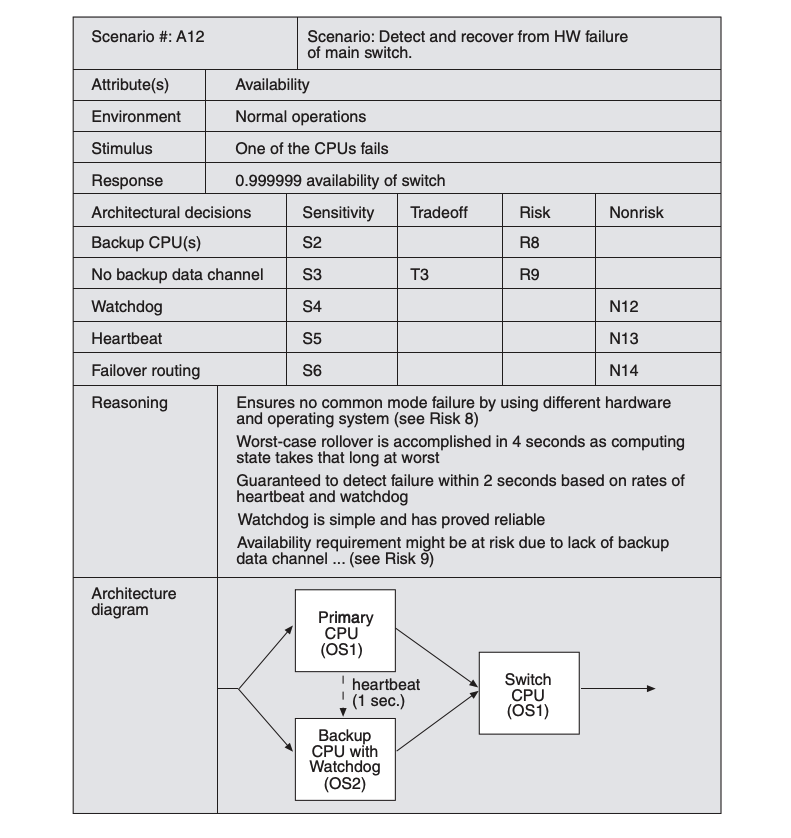 Scenario #: A12
Scenario: Detect and recover from HW failure
of main switch.
Attribute(s)
Availability
Environment
Normal operations
Stimulus
One of the CPUs fails
Response
0.999999 availability of switch
Architectural decisions
Sensitivity
Tradeoff
Risk
Nonrisk
Backup CPU(s)
S2
R8
No backup data channel
S3
T3
R9
Watchdog
S4
N12
Heartbeat
S5
N13
Failover routing
S6
N14
Reasoning
Ensures no common mode failure by using different hardware
and operating system (see Risk 8)
Worst-case rollover is accomplished in 4 seconds as computing
state takes that long at worst
Guaranteed to detect failure within 2 seconds based on rates of
heartbeat and watchdog
Watchdog is simple and has proved reliable
Availability requirement might be at risk due to lack of backup
data channel ... (see Risk 9)
Architecture
diagram
Primary
CPU
(OS1)
heartbeat
(1 sec.)
Backup
CPU with
Watchdog
(OS2)
Switch
CPU
(OS1)